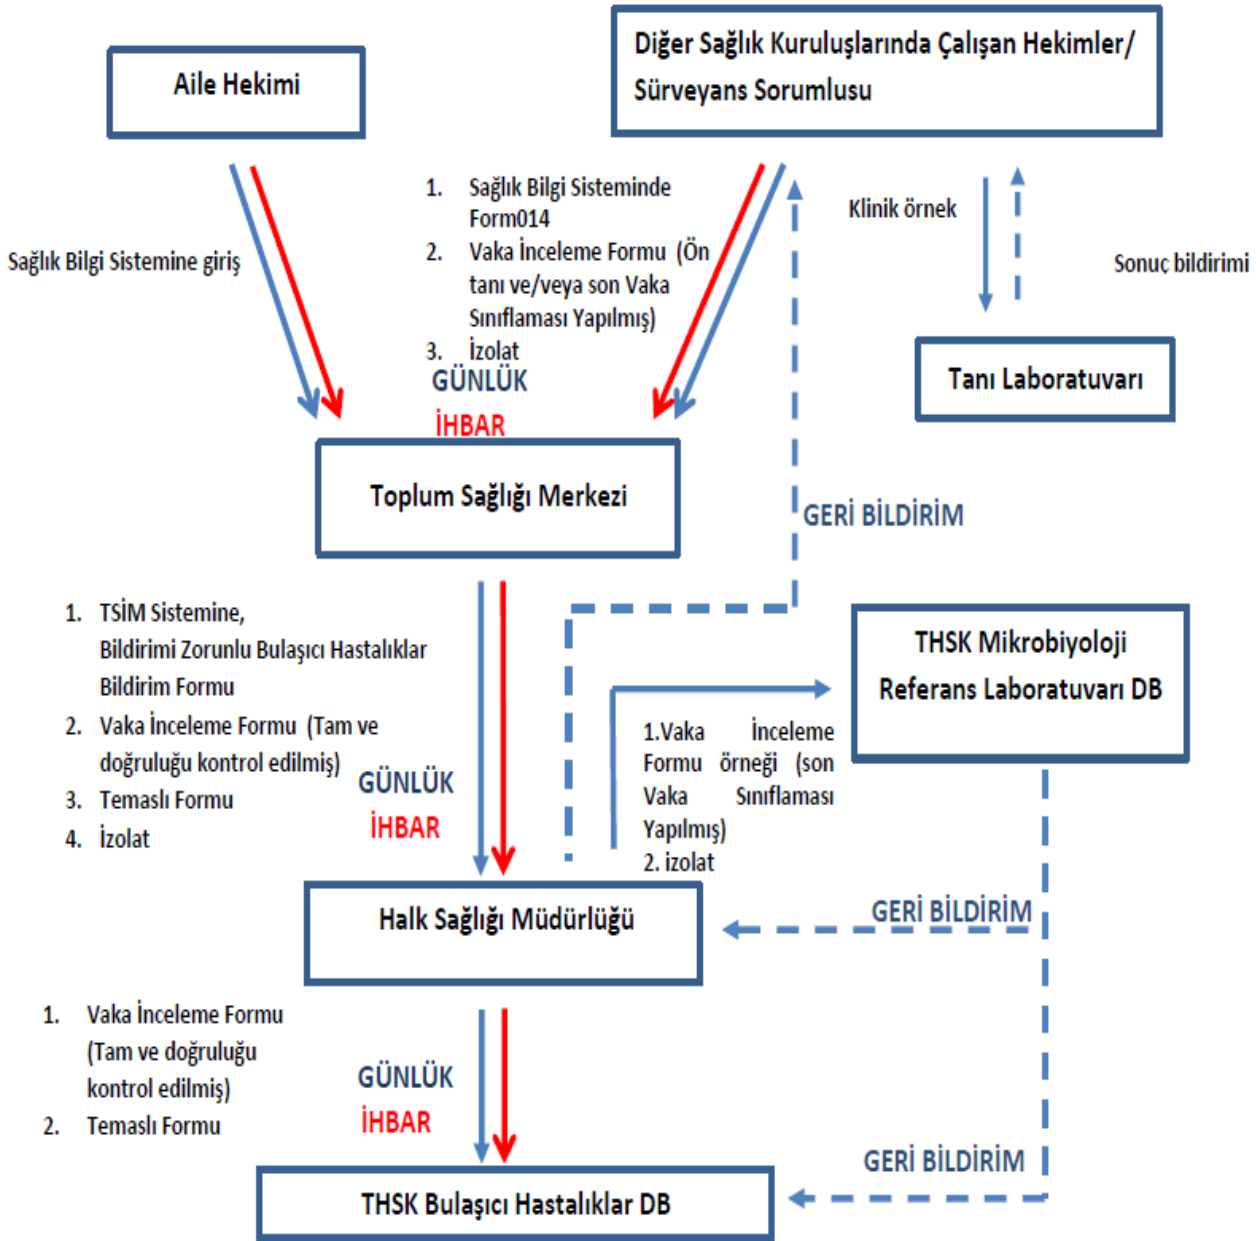 Aile Hekimi
Diğer Sağlık Kuruluşlarında Çalışan Hekimler/
Sürveyans Sorumlusu
Sağlık Bilgi Sistemine giriş
1. Sağlık Bilgi Sisteminde
Form014
2. Vaka İnceleme Formu (Ön
tanı ve/veya son Vaka
Sınıflaması Yapılmış)
3. İzolat
GÜNLÜK
İHBAR
Klinik örnek
Sonuç bildirimi
Tanı Laboratuvarı
Toplum Sağlığı Merkezi
GERİ BİLDİRİM
1. TSİM Sistemine,
Bildirimi Zorunlu Bulaşıcı Hastalıklar
Bildirim Formu
2. Vaka İnceleme Formu (Tam ve
doğruluğu kontrol edilmiş)
3. Temaslı Formu
4. İzolat
GÜNLÜK
İHBAR
THSK Mikrobiyoloji
Referans Laboratuvarı DB
1.Vaka İnceleme
Formu örneği (son
Vaka Sınıflaması
Yapılmış)
2. izolat
Halk Sağlığı Müdürlüğü
GERİ BİLDİRİM
1. Vaka İnceleme Formu
(Tam ve doğruluğu
kontrol edilmiş)
2. Temaslı Formu
GÜNLÜK
İHBAR
GERİ BİLDİRİM
THSK Bulaşıcı Hastalıklar DB